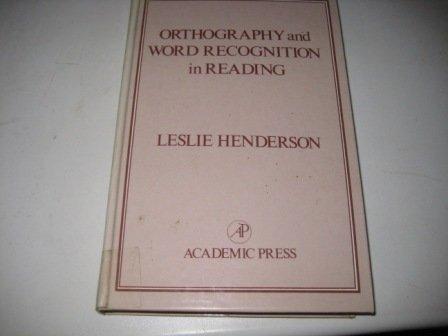 ORTHOGRAPHY and
WORD RECOGNITION
in READING
LESLIE HENDERSON
AP
ACADEMIC PRESS